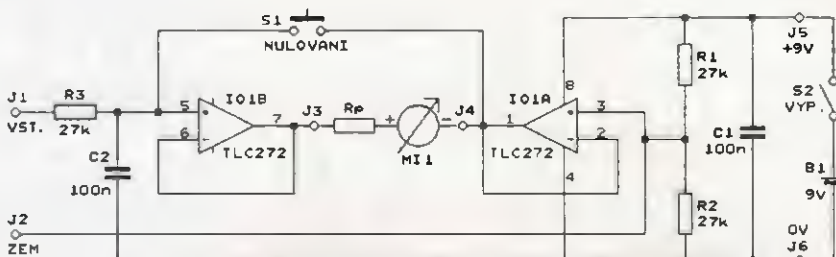 S1
NULOVANI
J1
VST.
R3
27k
C2
100n
J2
ZEM
5
6
7
IO1B
TLC272
J3
Rp
+
MI1
-
J4
1
IO1A
TLC272
8
3
2
4
R1
27k
R2
27k
C1
100n
J5
+9V
S2
VYP.
B1
9V
0V
J6